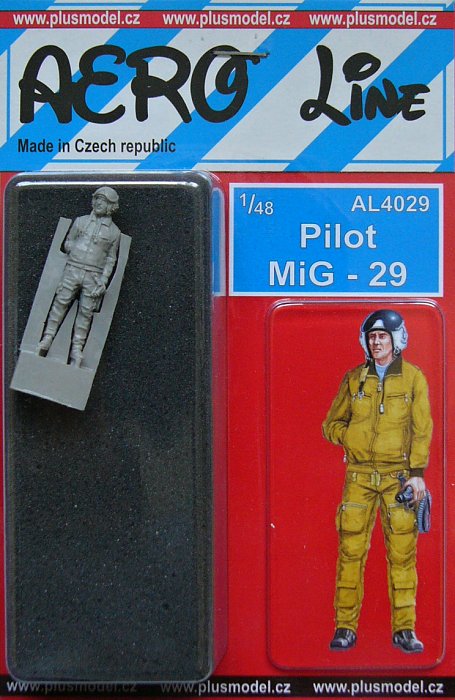 www.plusmodel.cz www.plusmodel.cz www.plusmodel.cz
AERO LINE
Made in Czech republic
1/48 AL4029
Pilot
MiG - 29
www.plusmodel.cz www.plusmodel.cz www.plusmodel.cz